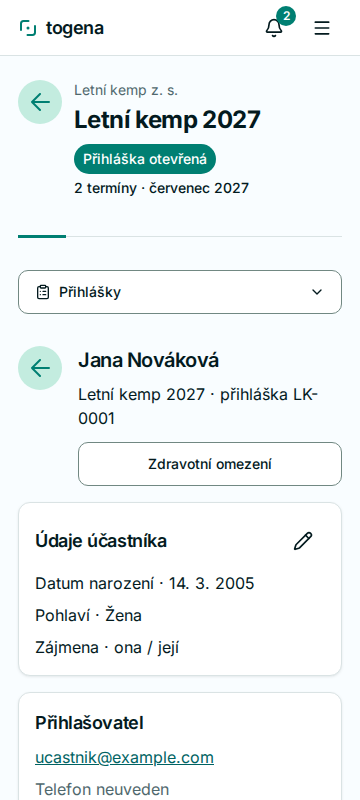 togena
2
Letní kemp z. s.
Letní kemp 2027
Přihláška otevřená
2 termíny · červenec 2027
Přihlášky
Jana Nováková
Letní kemp 2027 · přihláška LK-
0001
Zdravotní omezení
Údaje účastníka
Datum narození · 14. 3. 2005
Pohlaví · Žena
Zájmena · ona / její
Přihlašovatel
ucastnik@example.com
Telefon neuveden